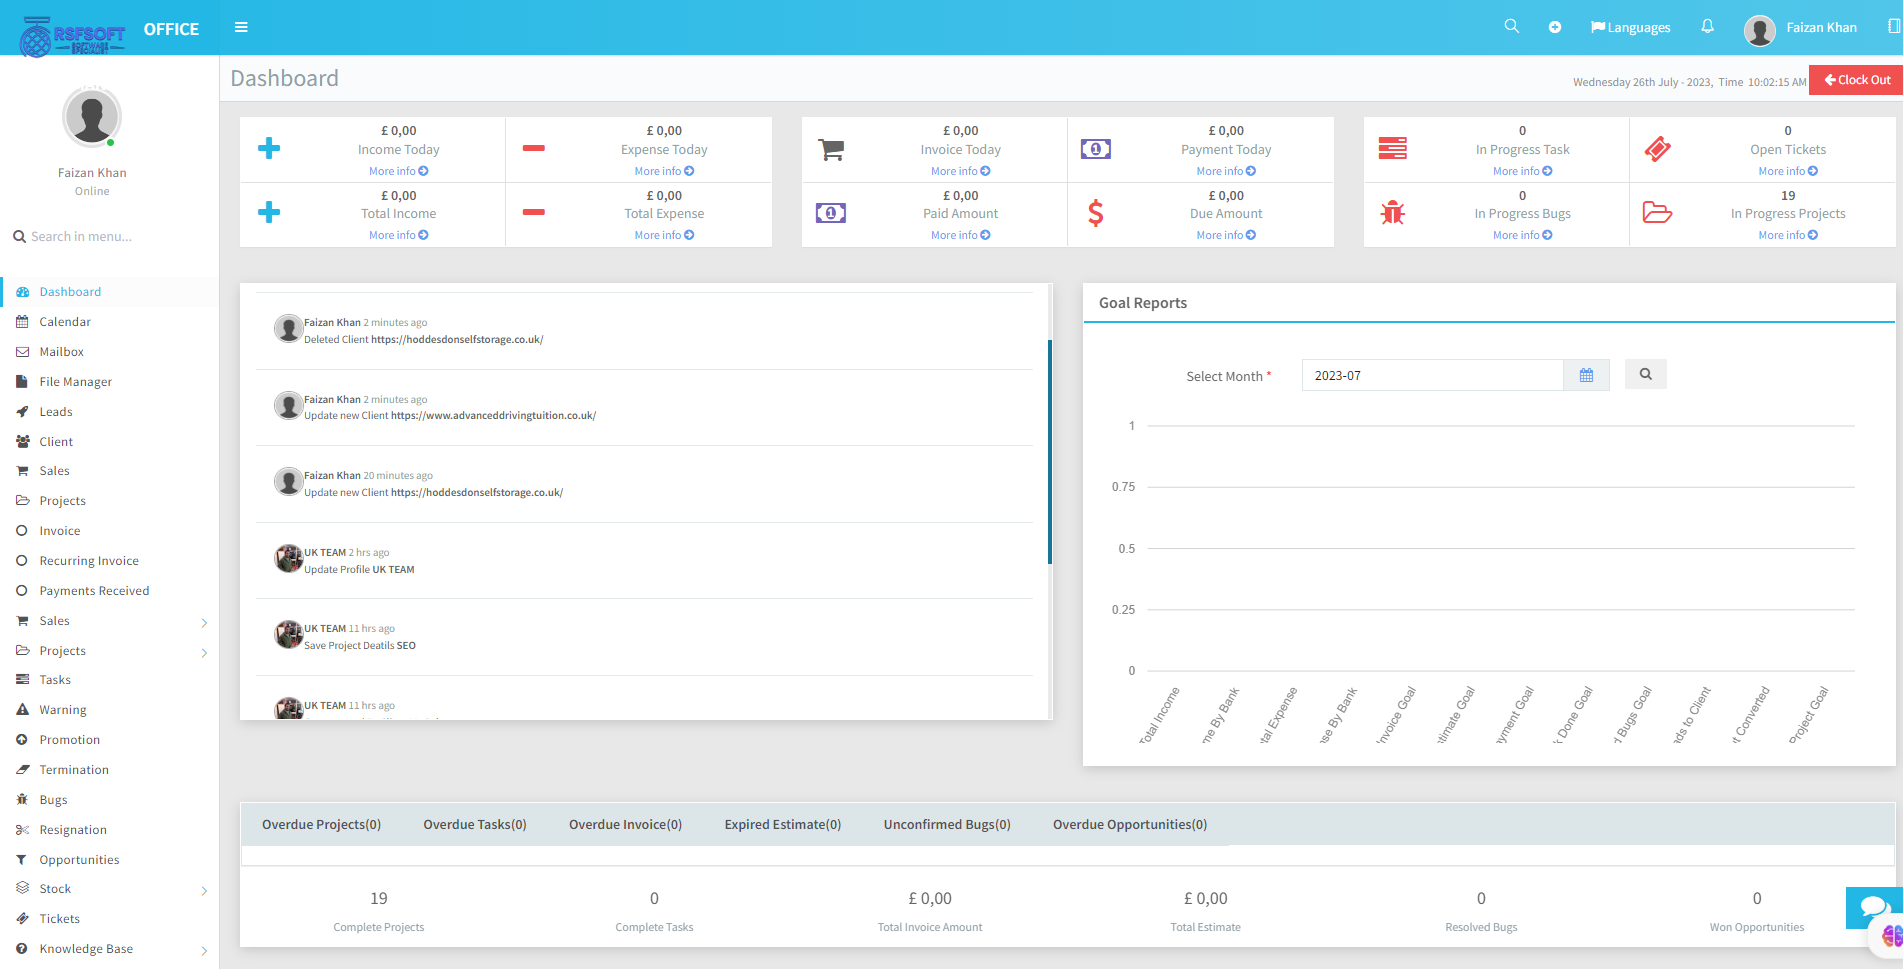 RSFSOFT
SOFTWARE
SPECIALIST
OFFICE
Languages
Faizan Khan
Dashboard
Wednesday 26th July - 2023, Time 10:02:15 AM
Clock Out
Faizan Khan
Online
Search in menu...
Dashboard
Calendar
Mailbox
File Manager
Leads
Client
Sales
Projects
Invoice
Recurring Invoice
Payments Received
Sales
Projects
Tasks
Warning
Promotion
Termination
Bugs
Resignation
Opportunities
Stock
Tickets
Knowledge Base
£ 0,00
Income Today
More info
£ 0,00
Expense Today
More info
£ 0,00
Total Income
More info
£ 0,00
Total Expense
More info
£ 0,00
Invoice Today
More info
£ 0,00
Payment Today
More info
£ 0,00
Paid Amount
More info
£ 0,00
Due Amount
More info
0
In Progress Task
More info
0
Open Tickets
More info
0
In Progress Bugs
More info
19
In Progress Projects
More info
Faizan Khan 2 minutes ago
Deleted Client https://hoddesdonselfstorage.co.uk/
Faizan Khan 2 minutes ago
Update new Client https://www.advanceddrivingtuition.co.uk/
Faizan Khan 20 minutes ago
Update new Client https://hoddesdonselfstorage.co.uk/
UK TEAM 2 hrs ago
Update Profile UK TEAM
UK TEAM 11 hrs ago
Save Project Deatils SEO
UK TEAM 11 hrs ago
Goal Reports
Select Month *
2023-07
1
0.75
0.5
0.25
0
Total Income
me By Bank
tal Expense
se By Bank
Invoice Goal
timate Goal
yment Goal
k Done Goal
d Bugs Goal
ds to Client
t Converted
Project Goal
Overdue Projects(0)
Overdue Tasks(0)
Overdue Invoice(0)
Expired Estimate(0)
Unconfirmed Bugs(0)
Overdue Opportunities(0)
19
Complete Projects
0
Complete Tasks
£ 0,00
Total Invoice Amount
£ 0,00
Total Estimate
0
Resolved Bugs
0
Won Opportunities